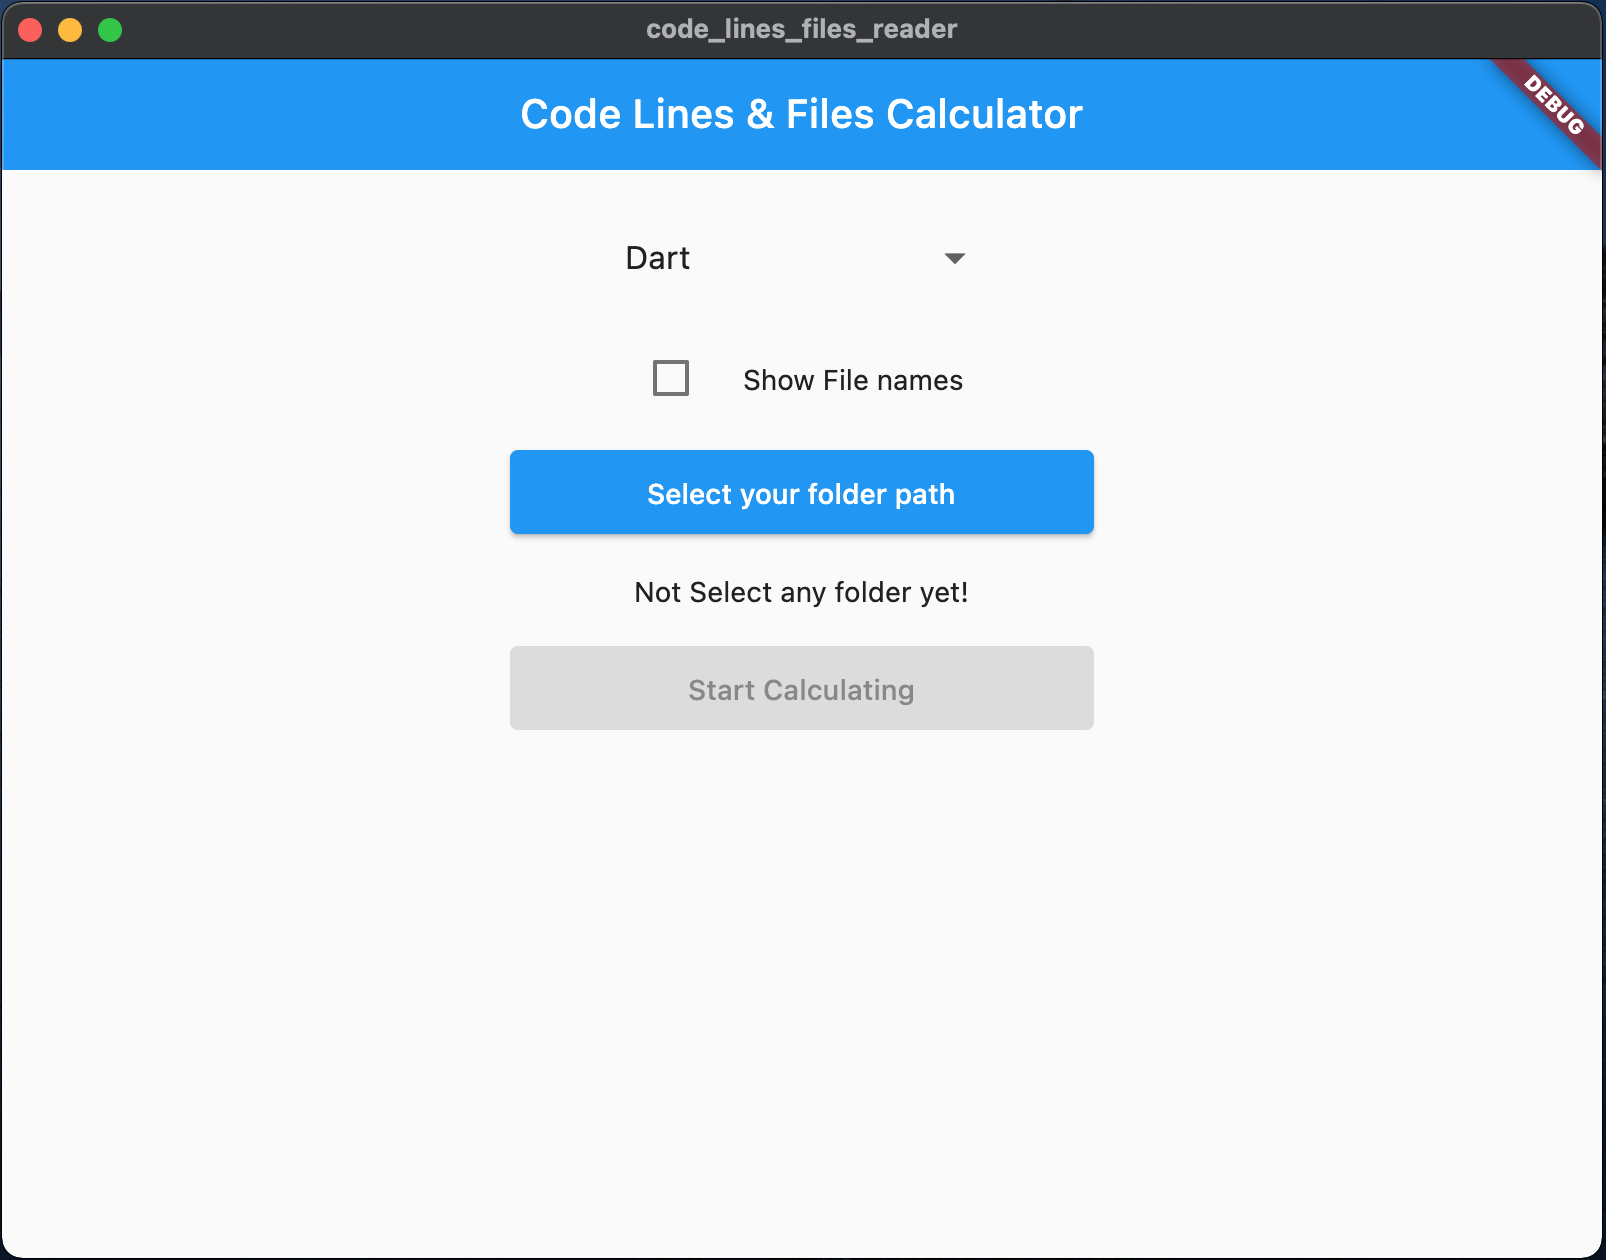 code_lines_files_reader
Code Lines & Files Calculator
DEBUG
Dart
Show File names
Select your folder path
Not Select any folder yet!
Start Calculating